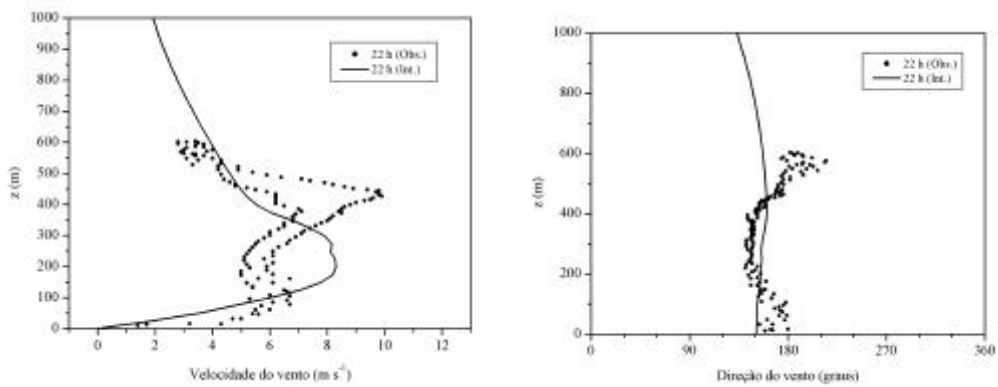 1000
900
800
700
600
500
400
300
200
100
0
z (m)
22 h (Obs.)
22 h (Int.)
0 2 4 6 8 10 12
Velocidade do vento (m s⁻¹)
1000
800
600
400
200
0
z (m)
22 h (Obs.)
22 h (Int.)
0 90 180 270 360
Direção do vento (graus)